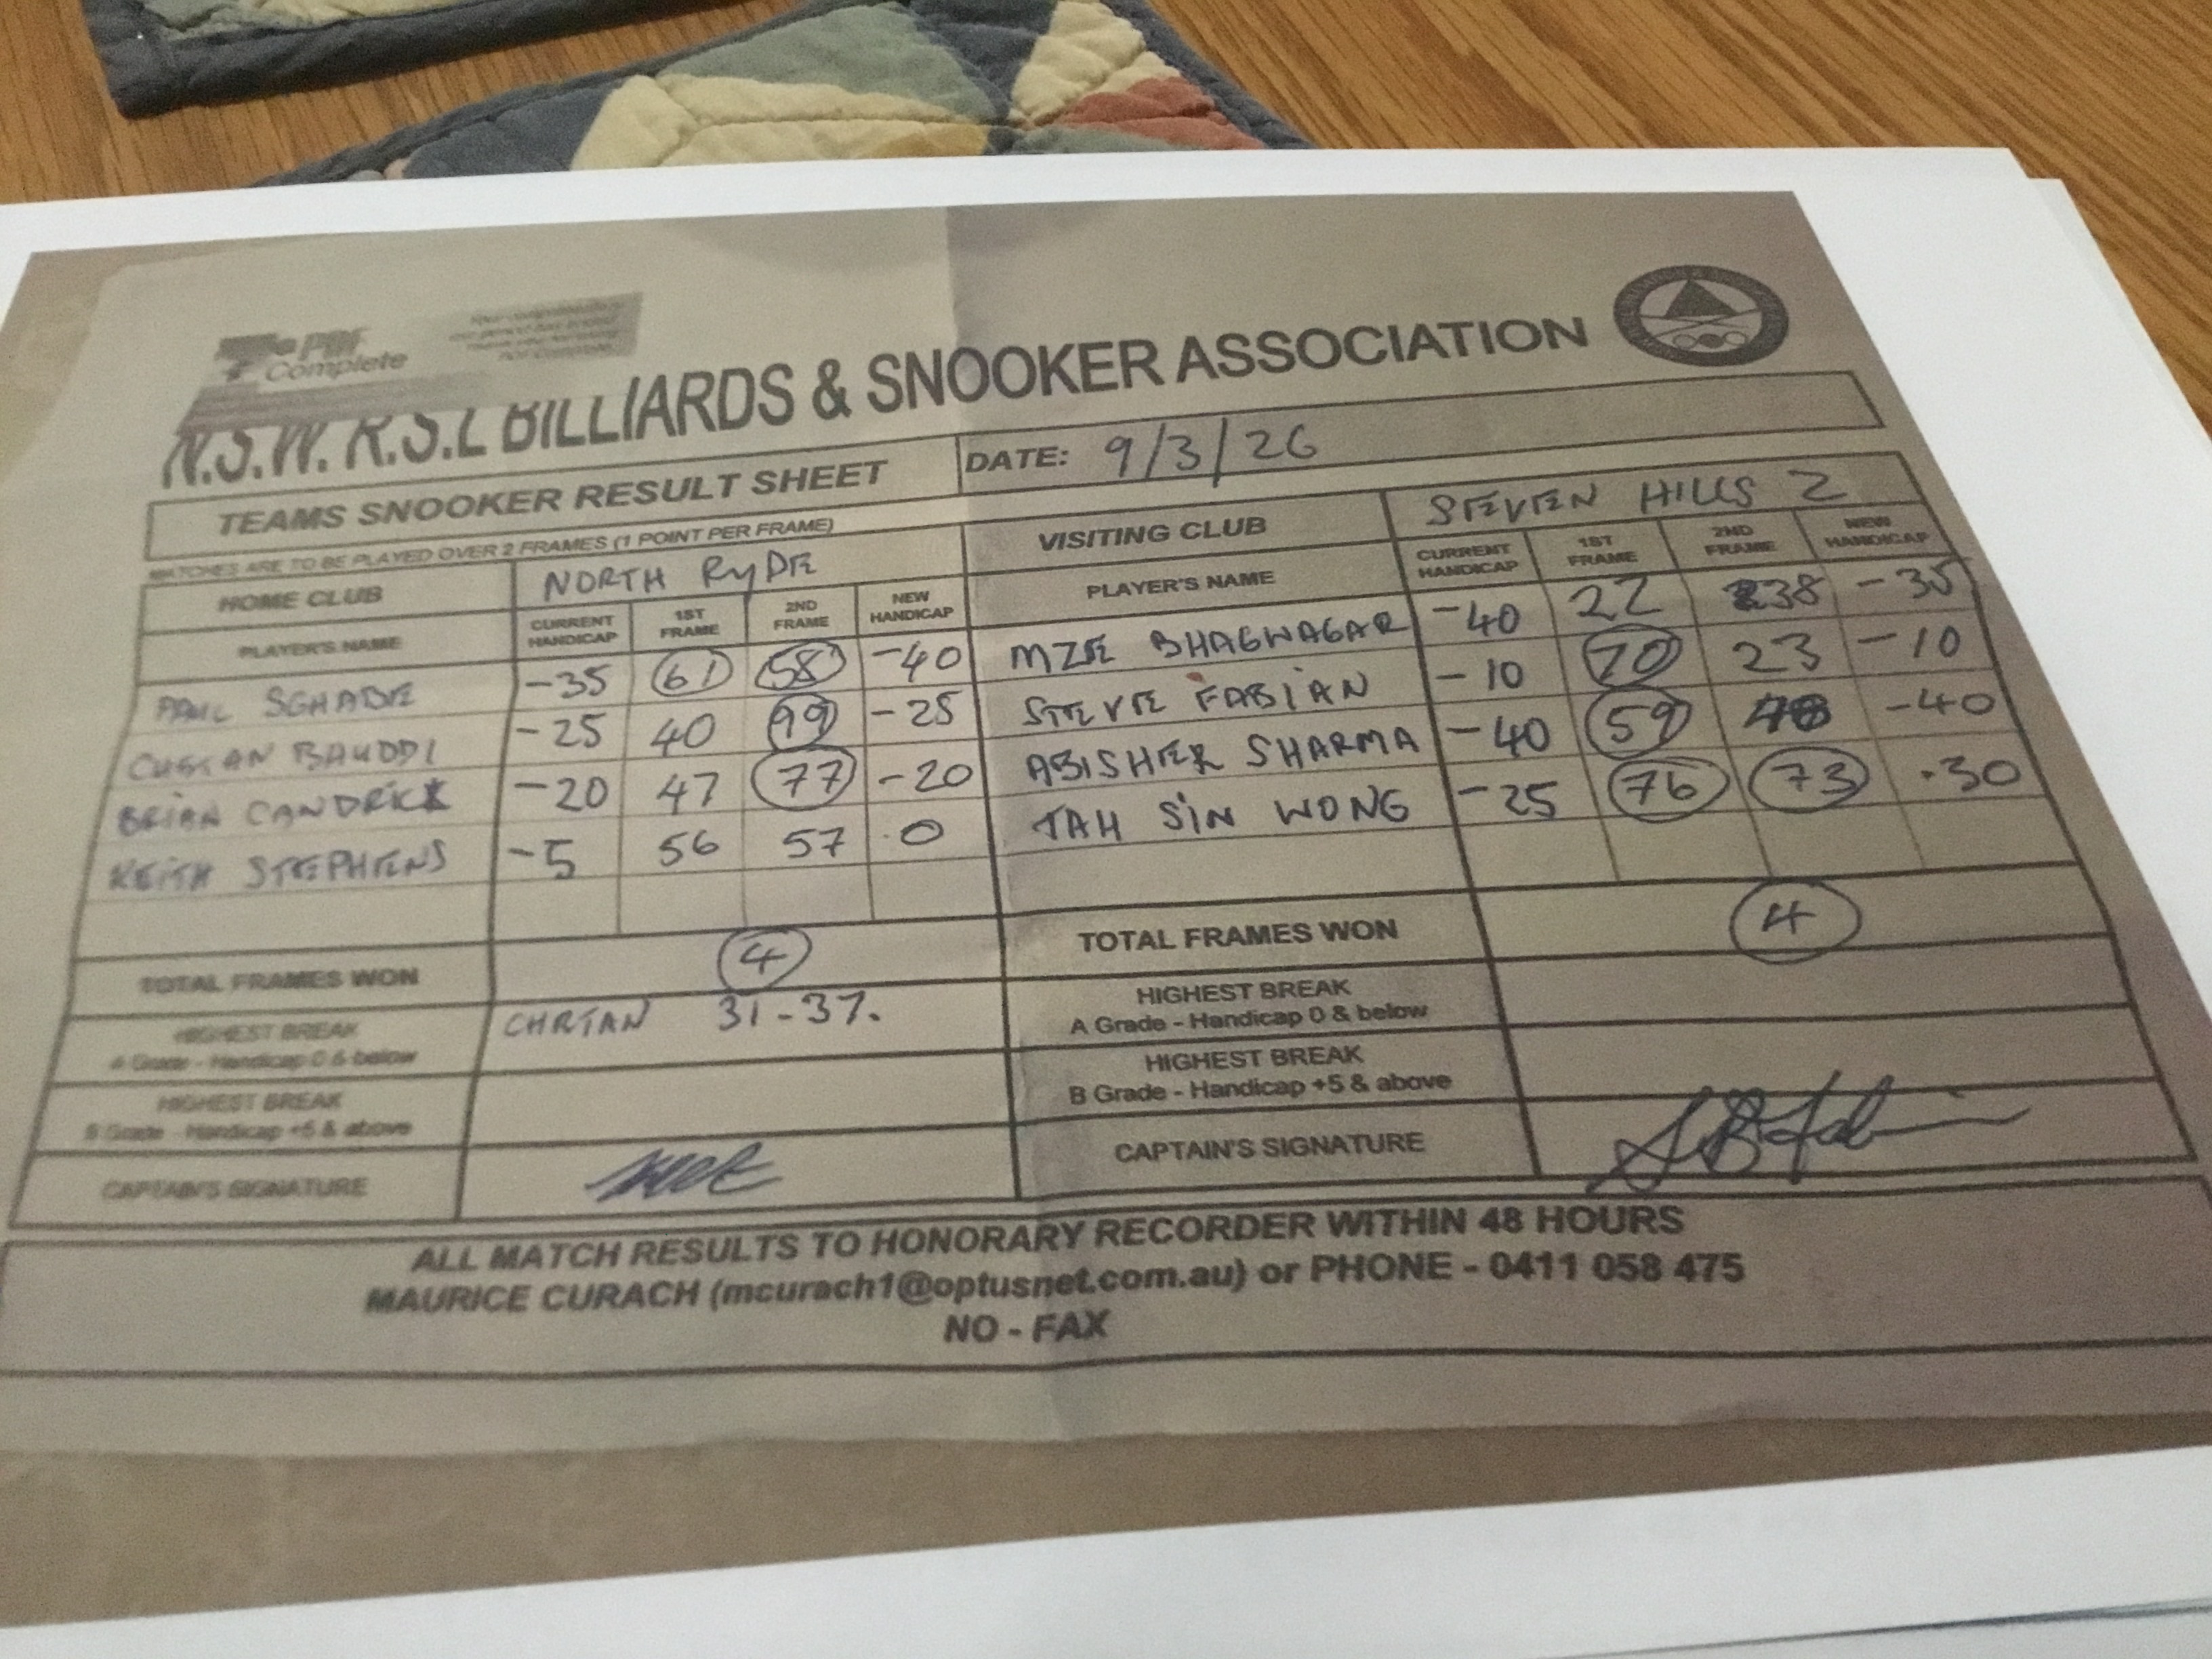 Complete
N.S.W. R.S.L BILLIARDS & SNOOKER ASSOCIATION
TEAMS SNOOKER RESULT SHEET
DATE: 9/3/26
MATCHES ARE TO BE PLAYED OVER 2 FRAMES (1 POINT PER FRAME)
HOME CLUB NORTH RYDE
VISITING CLUB STEVEN HILLS 2
PLAYER'S NAME CURRENT HANDICAP 1ST FRAME 2ND FRAME NEW HANDICAP
PAUL SGHADE -35 61 58 -40
BAUDDI -25 40 99 -25
BRIAN CANDRICK -20 47 77 -20
KEITH STEPHENS -5 56 57 0
TOTAL FRAMES WON 4
HIGHEST BREAK
A Grade - Handicap 0 & below
31-37.
HIGHEST BREAK
B Grade - Handicap +5 & above
CAPTAIN'S SIGNATURE
PLAYER'S NAME CURRENT HANDICAP 1ST FRAME 2ND FRAME NEW HANDICAP
BHAGWAGAR -40 22 38 -35
STEVE FABIAN -10 70 23 -10
ABISHEK SHARMA -40 59 -40
TAH SIN WONG -25 76 73 .30
TOTAL FRAMES WON 4
HIGHEST BREAK
A Grade - Handicap 0 & below
HIGHEST BREAK
B Grade - Handicap +5 & above
CAPTAIN'S SIGNATURE
ALL MATCH RESULTS TO HONORARY RECORDER WITHIN 48 HOURS
MAURICE CURACH (mcurach1@optusnet.com.au) or PHONE - 0411 058 475
NO - FAX